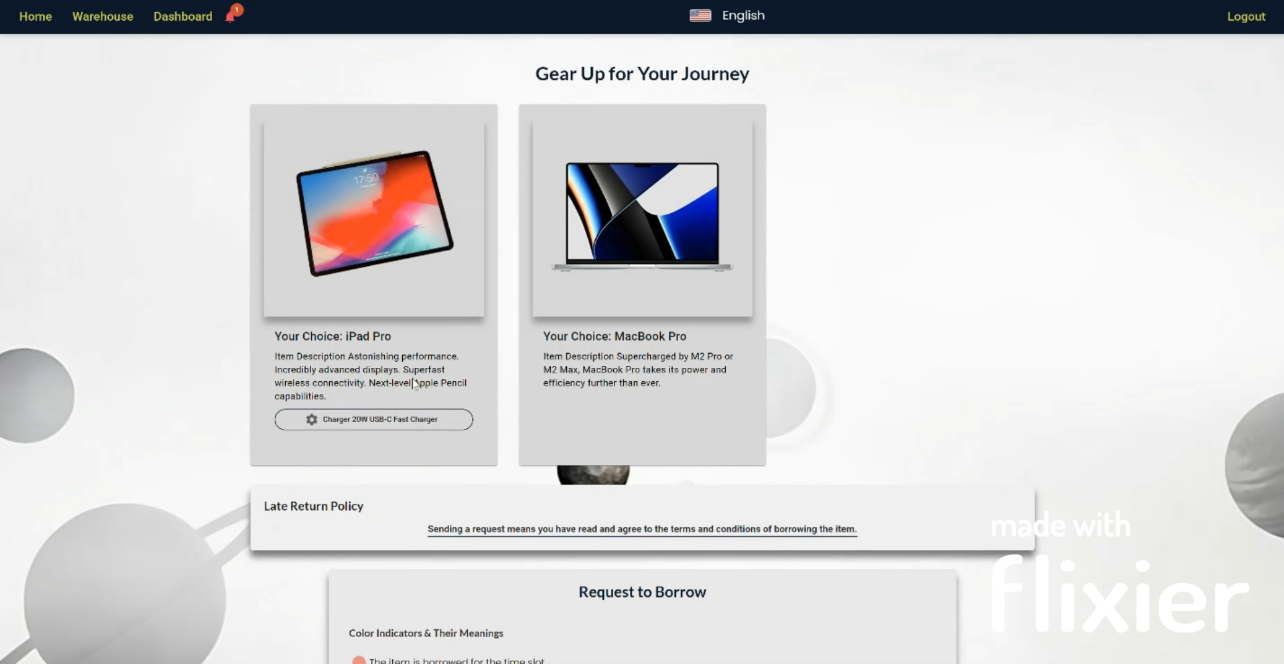 Home Warehouse Dashboard 1 English Logout
Gear Up for Your Journey
17:50
Your Choice: iPad Pro
Item Description Astonishing performance.
Incredibly advanced displays. Superfast
wireless connectivity. Next-level Apple Pencil
capabilities.
Charger 20W USB-C Fast Charger
Your Choice: MacBook Pro
Item Description Supercharged by M2 Pro or
M2 Max, MacBook Pro takes its power and
efficiency further than ever.
Late Return Policy
Sending a request means you have read and agree to the terms and conditions of borrowing the item.
made with
flixier
Request to Borrow
Color Indicators & Their Meanings
The item is borrowed for the time slot